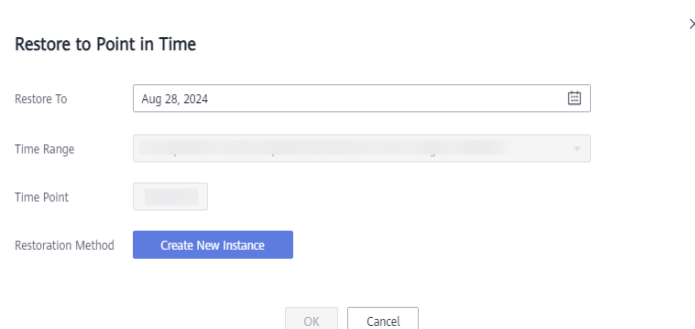 Restore to Point in Time
Restore To
Aug 28, 2024
Time Range
Time Point
Restoration Method
Create New Instance
OK
Cancel